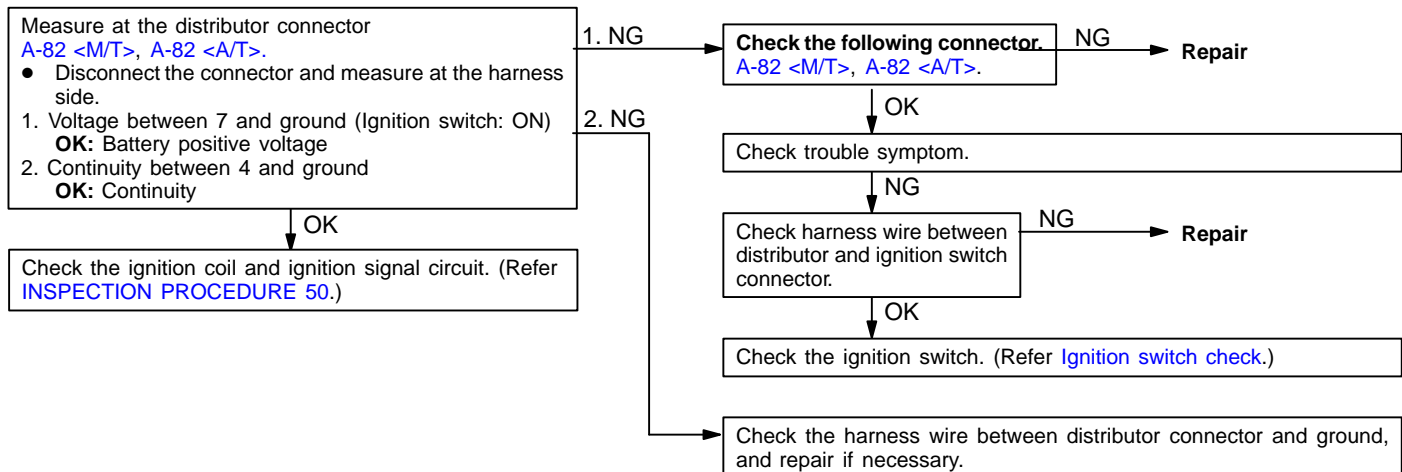 Measure at the distributor connector
A-82 <M/T>, A-82 <A/T>.
● Disconnect the connector and measure at the harness
side.
1. Voltage between 7 and ground (Ignition switch: ON)
OK: Battery positive voltage
2. Continuity between 4 and ground
OK: Continuity
1. NG
2. NG
OK
Check the ignition coil and ignition signal circuit. (Refer
INSPECTION PROCEDURE 50.)
Check the following connector.
A-82 <M/T>, A-82 <A/T>.
NG
Repair
OK
Check trouble symptom.
NG
Check harness wire between
distributor and ignition switch
connector.
NG
Repair
OK
Check the ignition switch. (Refer Ignition switch check.)
Check the harness wire between distributor connector and ground,
and repair if necessary.